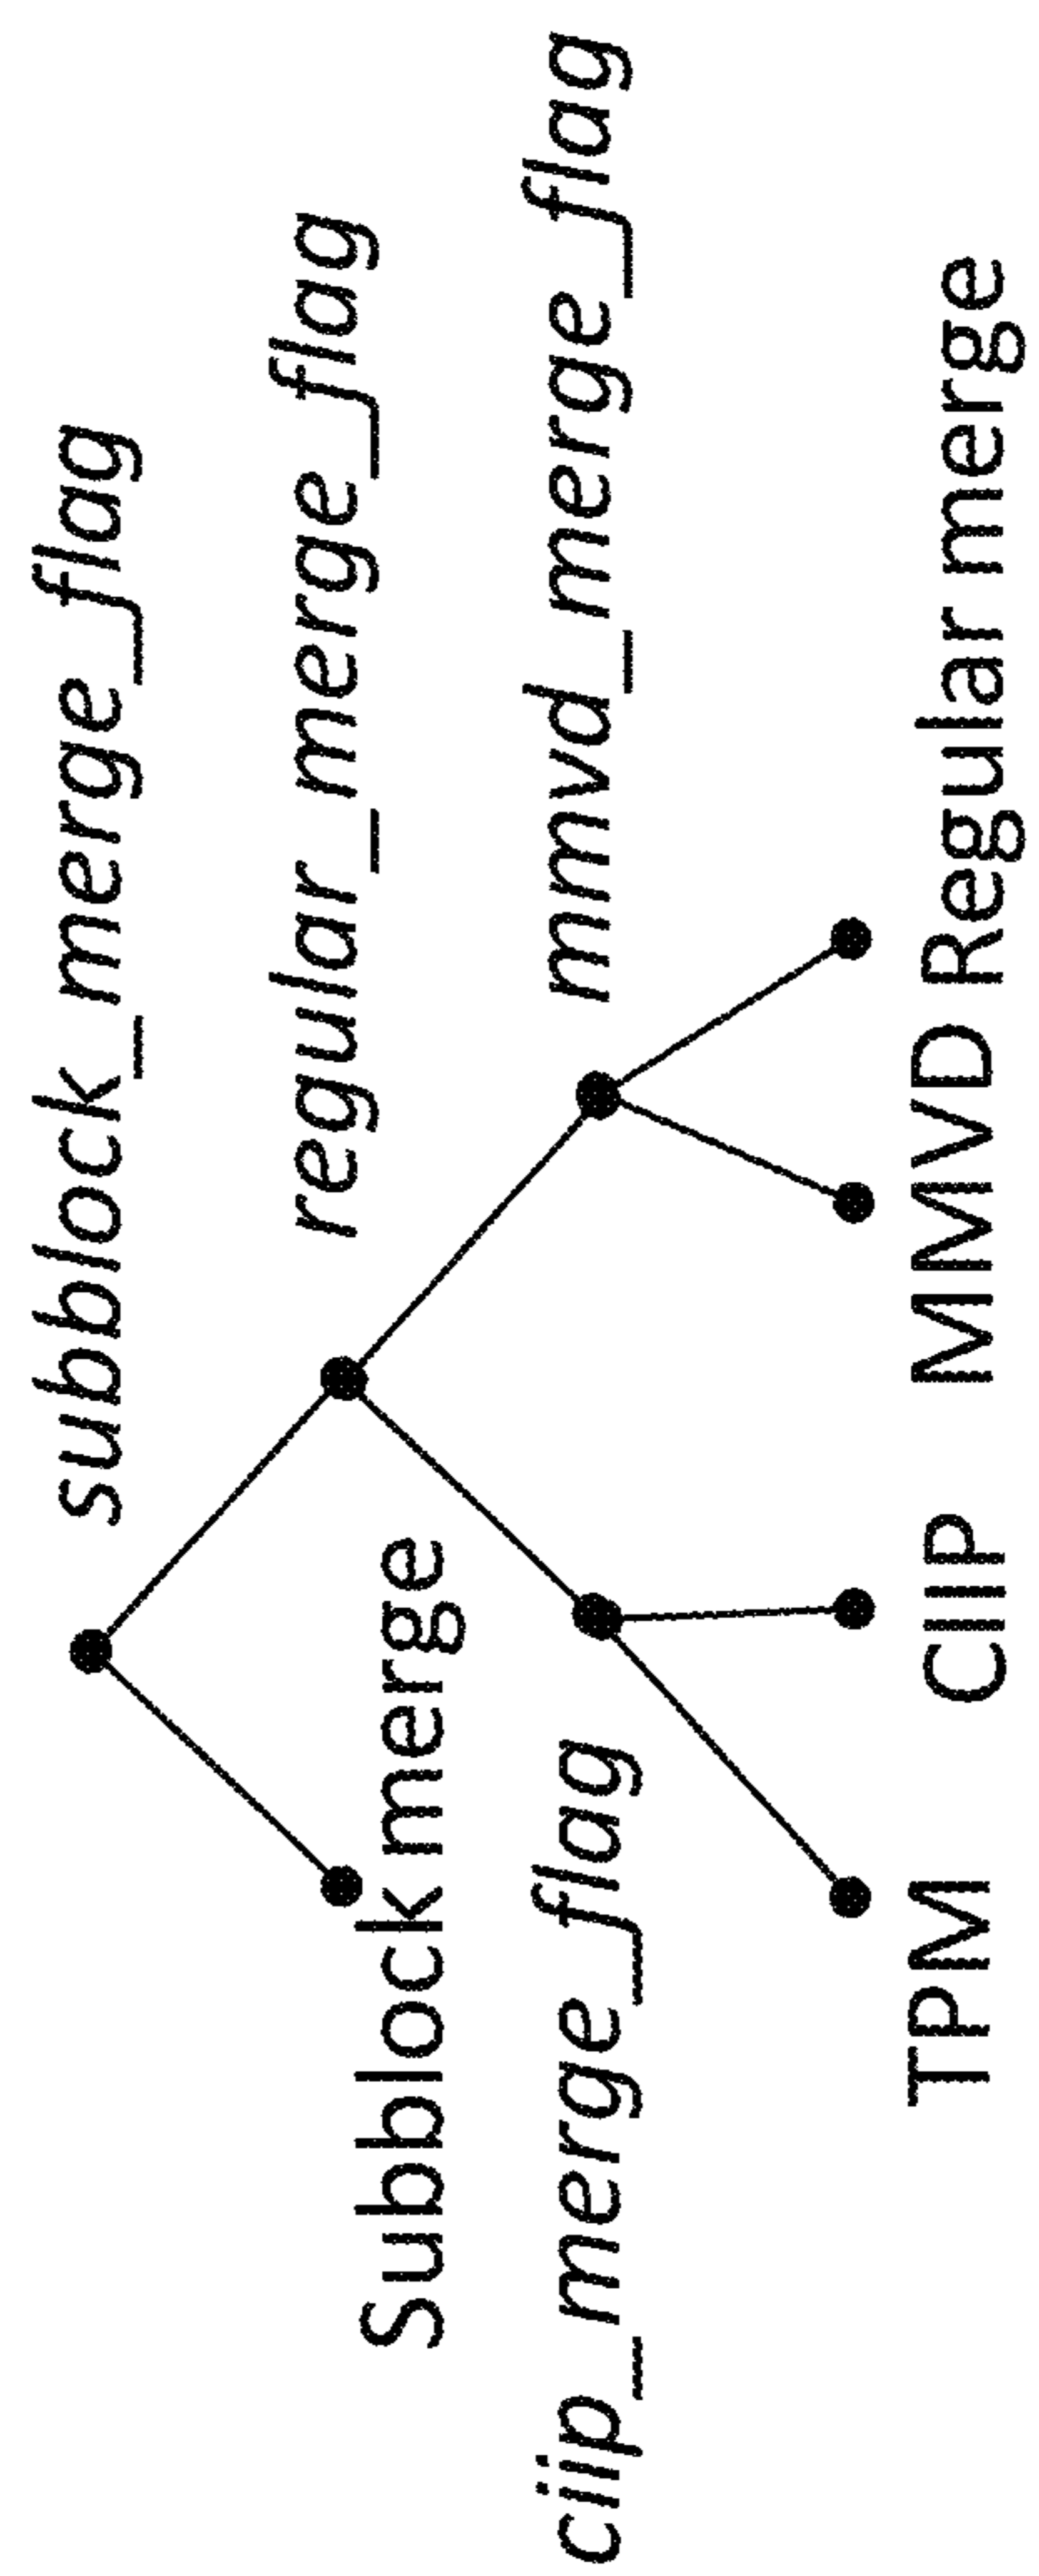 subblock_merge_flag
regular_merge_flag
Subblock merge
mmvd_merge_flag
ciip_merge_flag
TPM
CIIP
MMVD
Regular merge